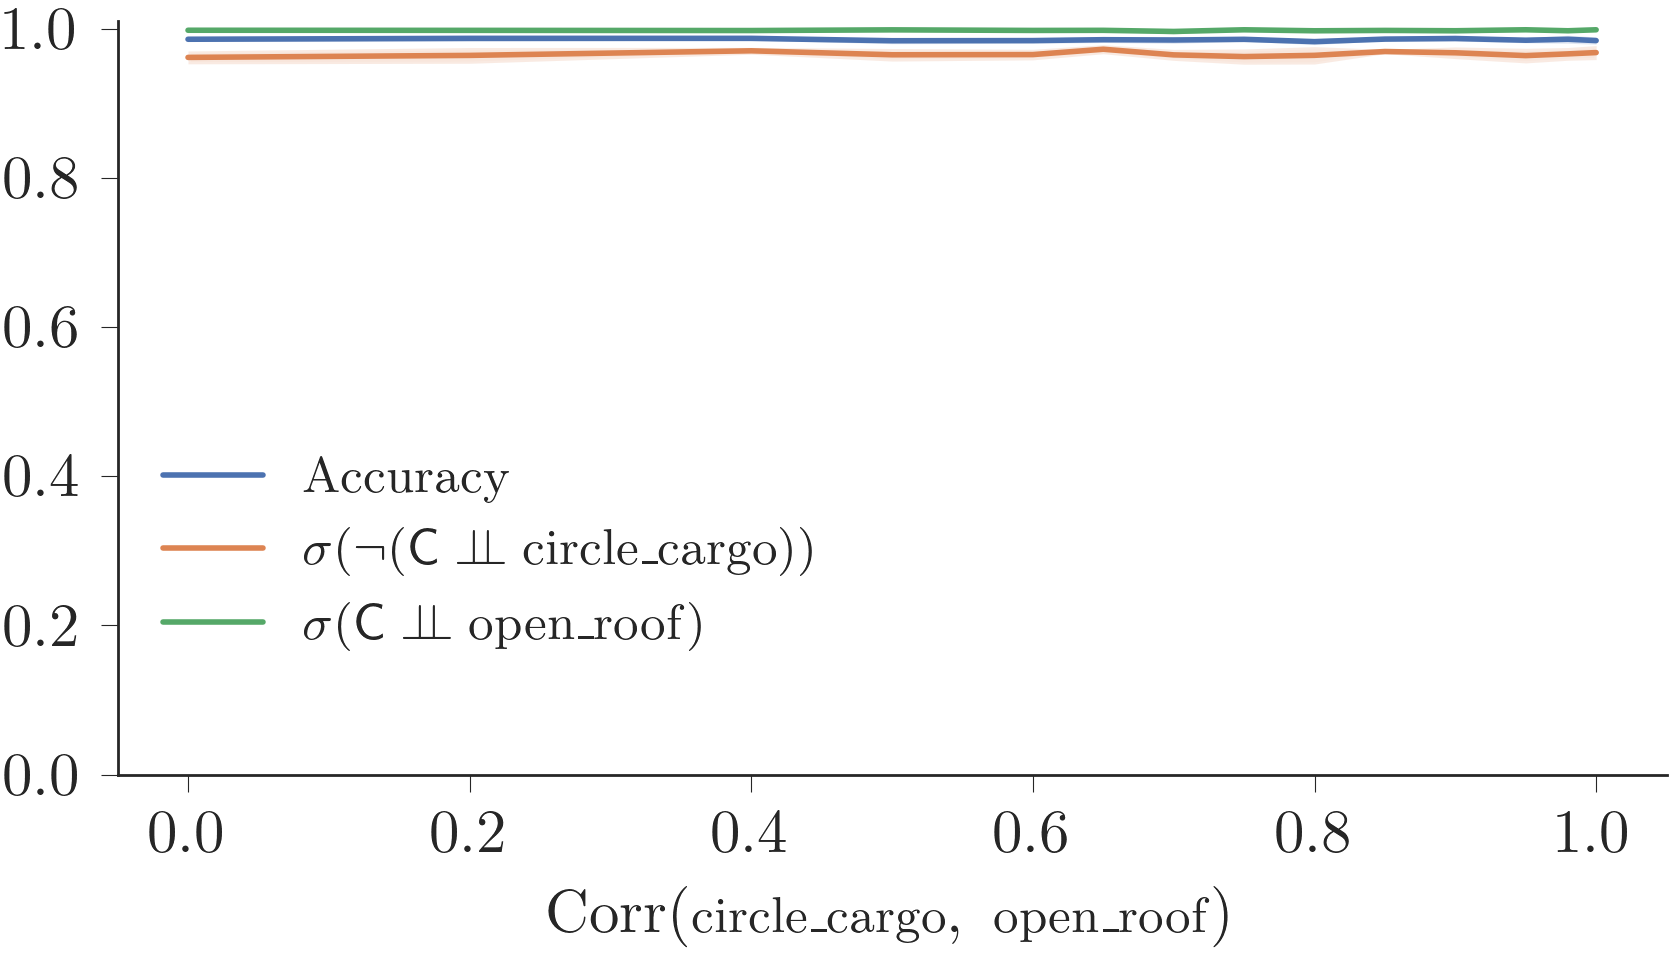 1.0
0.8
0.6
0.4
0.2
0.0
Accuracy
σ(¬(C ⫫ circle_cargo))
σ(C ⫫ open_roof)
0.0 0.2 0.4 0.6 0.8 1.0
Corr(circle_cargo, open_roof)